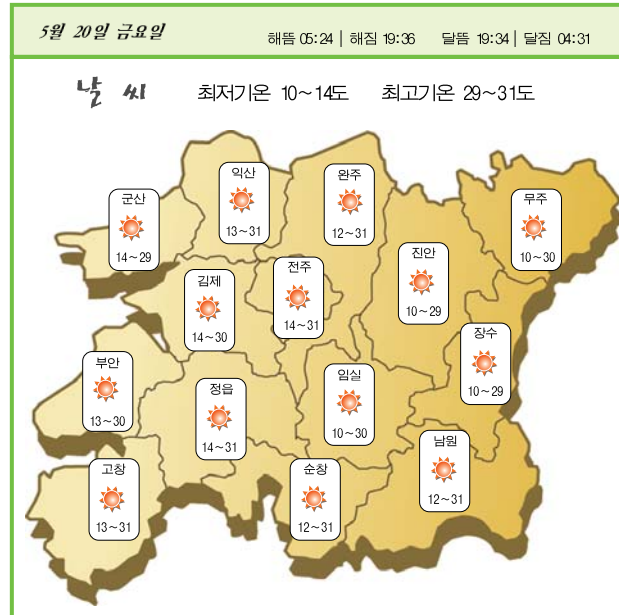 5월 20일 금요일
해뜸 05:24 | 해짐 19:36 달뜸 19:34 | 달짐 04:31
날 씨 최저기온 10~14도 최고기온 29~31도
군산
14~29
익산
13~31
완주
12~31
무주
10~30
김제
14~30
전주
14~31
진안
10~29
장수
10~29
부안
13~30
정읍
14~31
임실
10~30
남원
12~31
고창
13~31
순창
12~31